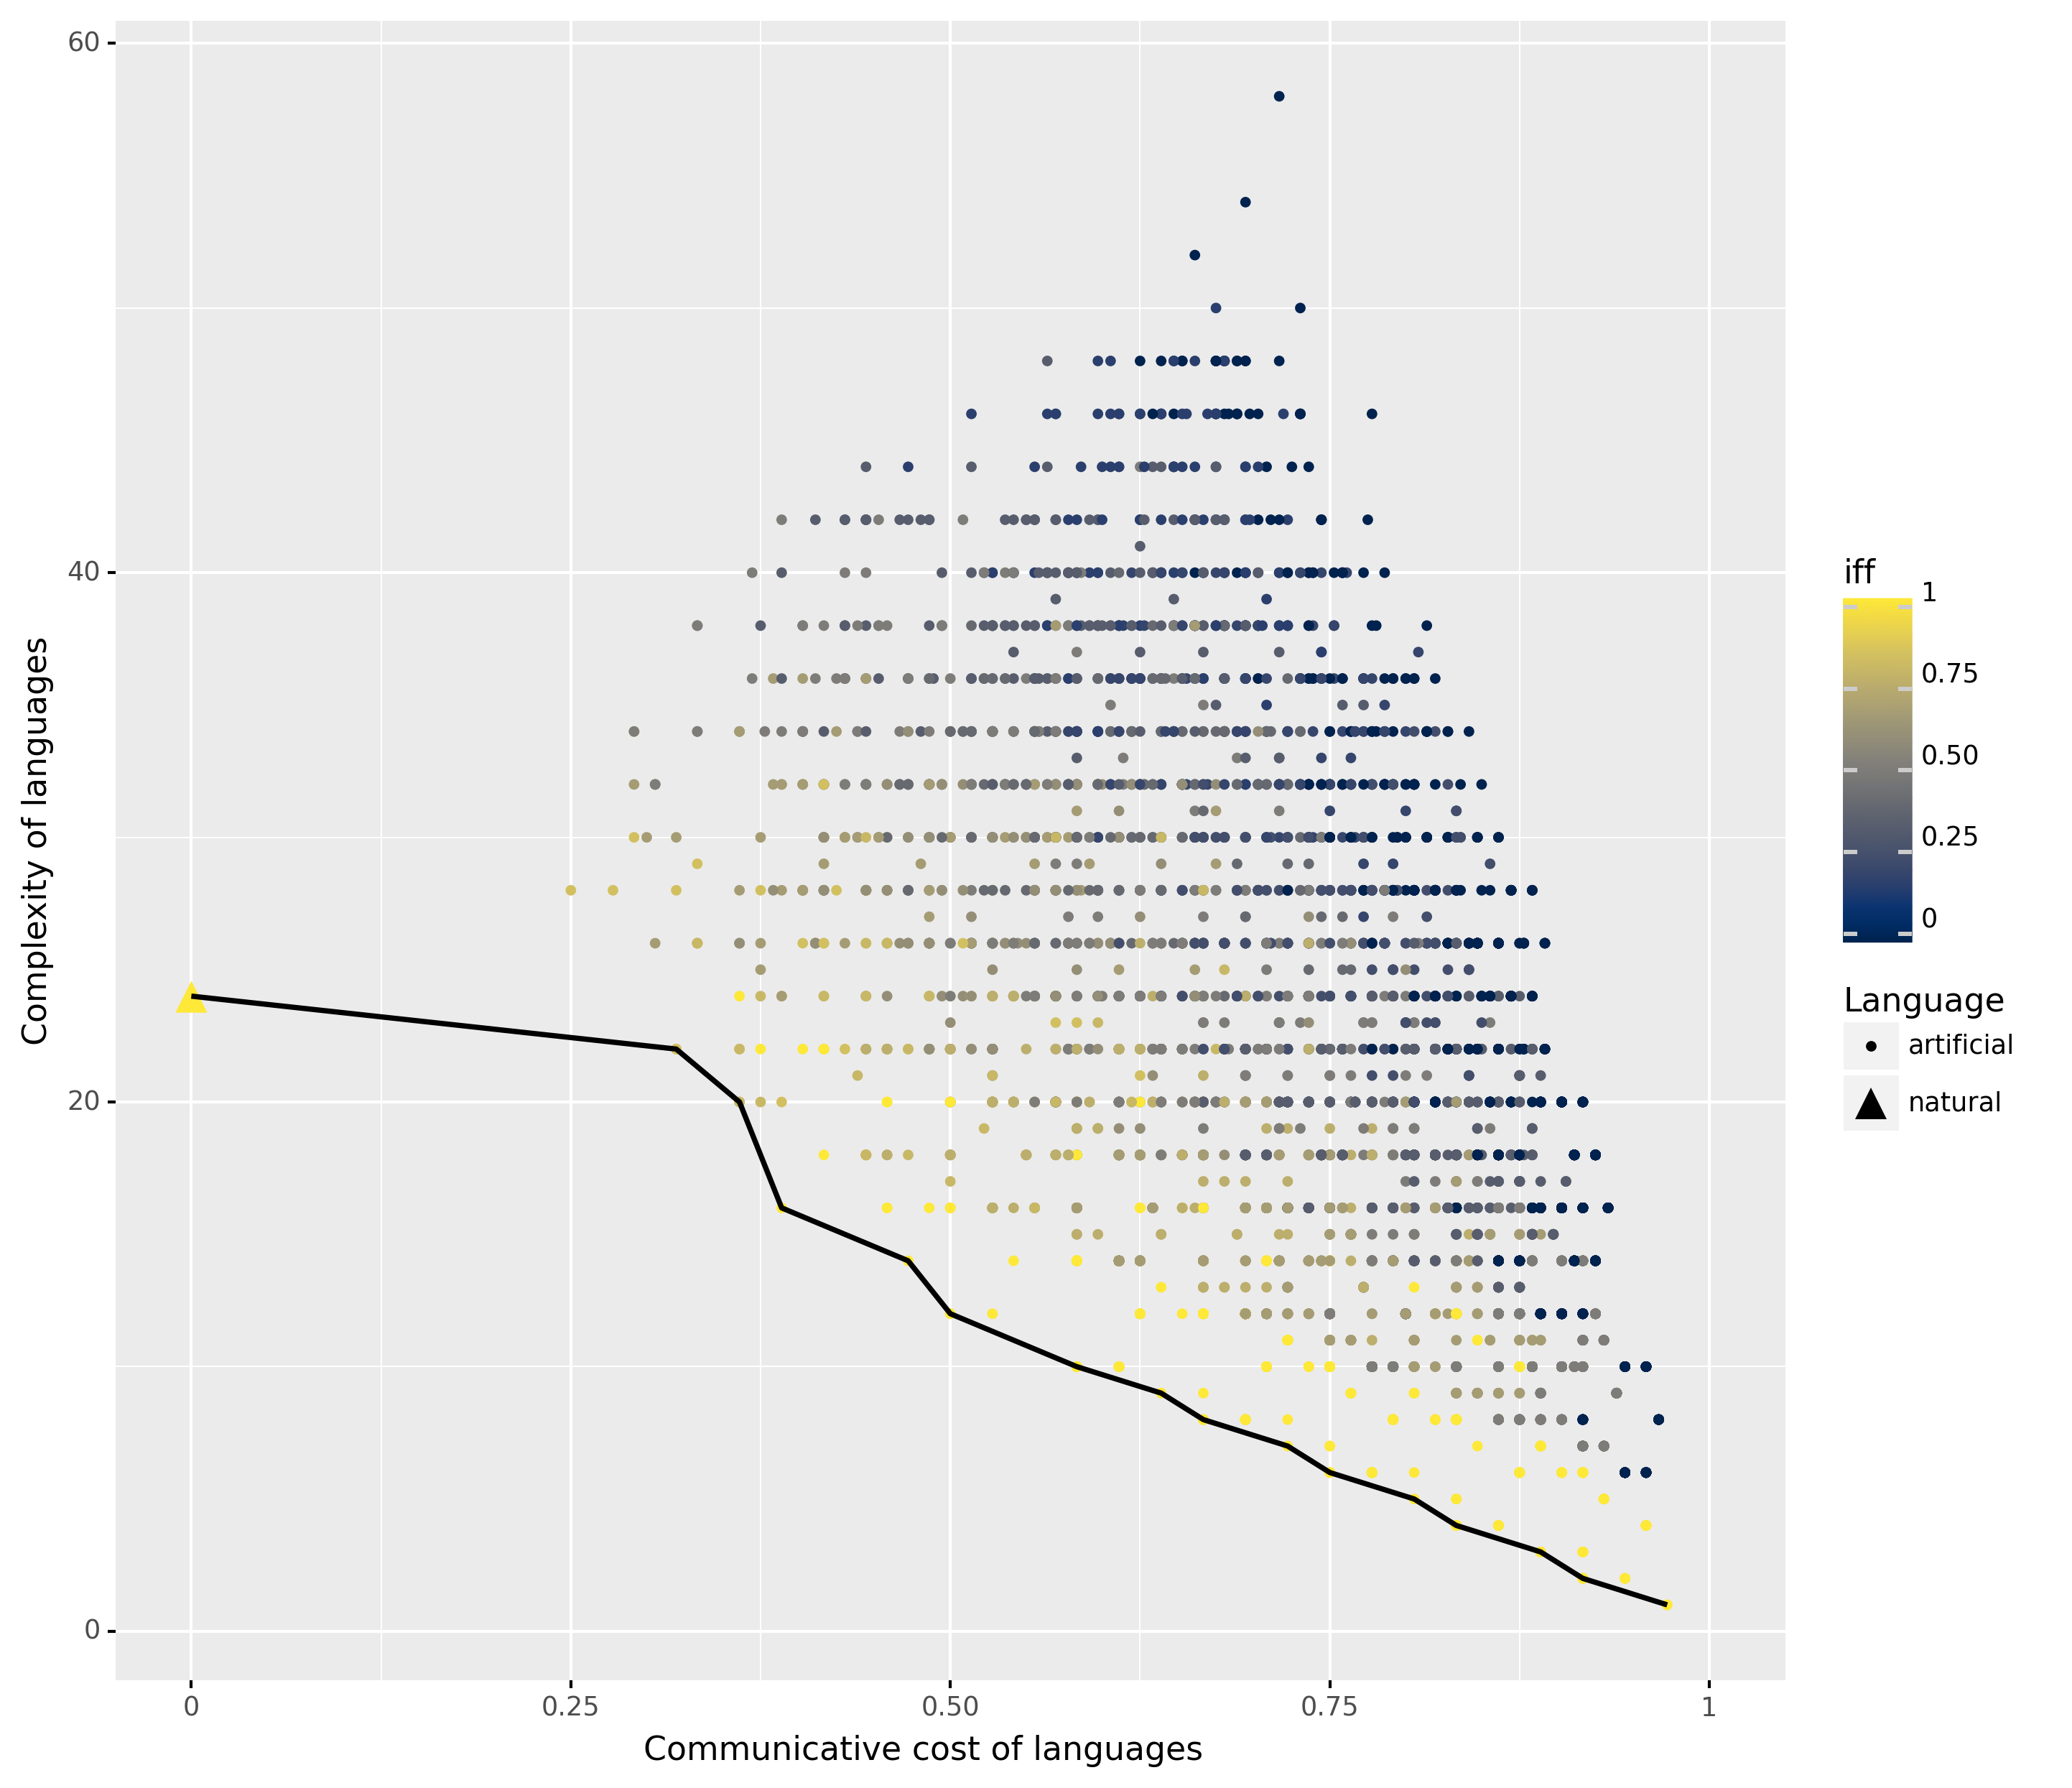 60
40
20
0
Complexity of languages
0
0.25
0.50
0.75
1
Communicative cost of languages
iff
1
0.75
0.50
0.25
0
Language
artificial
natural